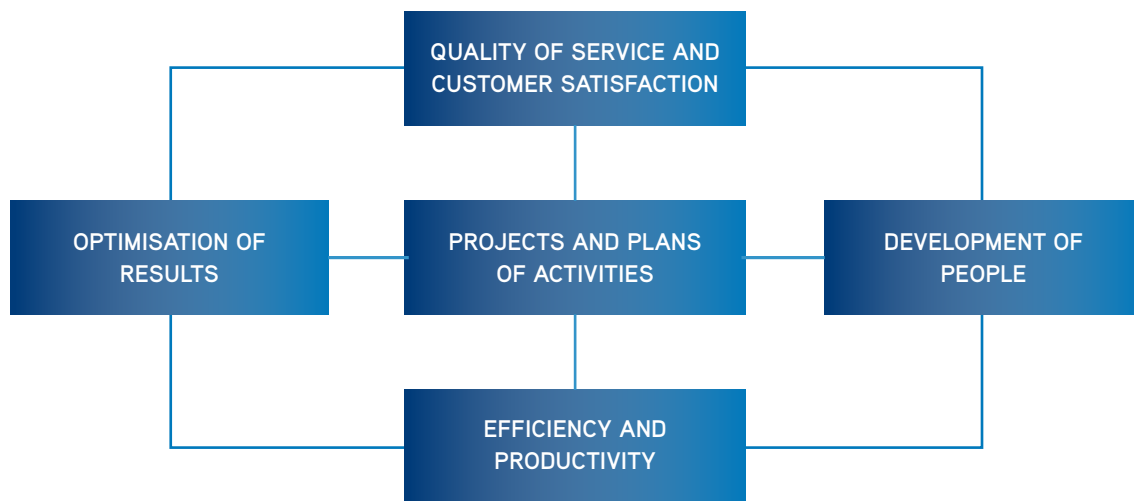 QUALITY OF SERVICE AND
CUSTOMER SATISFACTION
OPTIMISATION OF
RESULTS
PROJECTS AND PLANS
OF ACTIVITIES
DEVELOPMENT OF
PEOPLE
EFFICIENCY AND
PRODUCTIVITY